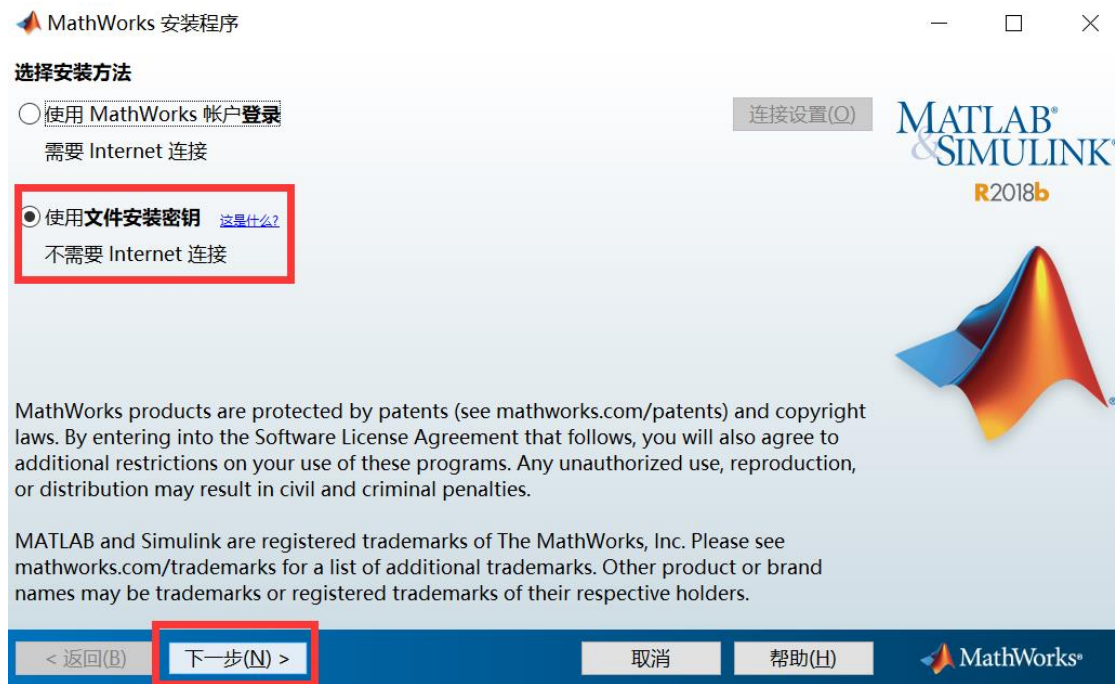 MathWorks 安装程序
选择安装方法
使用 MathWorks 帐户登录
连接设置(O)
需要 Internet 连接
使用文件安装密钥 这是什么?
不需要 Internet 连接
MATLAB®
&SIMULINK®
R2018b
MathWorks products are protected by patents (see mathworks.com/patents) and copyright
laws. By entering into the Software License Agreement that follows, you will also agree to
additional restrictions on your use of these programs. Any unauthorized use, reproduction,
or distribution may result in civil and criminal penalties.
MATLAB and Simulink are registered trademarks of The MathWorks, Inc. Please see
mathworks.com/trademarks for a list of additional trademarks. Other product or brand
names may be trademarks or registered trademarks of their respective holders.
< 返回(B) 下一步(N) > 取消 帮助(H) MathWorks®